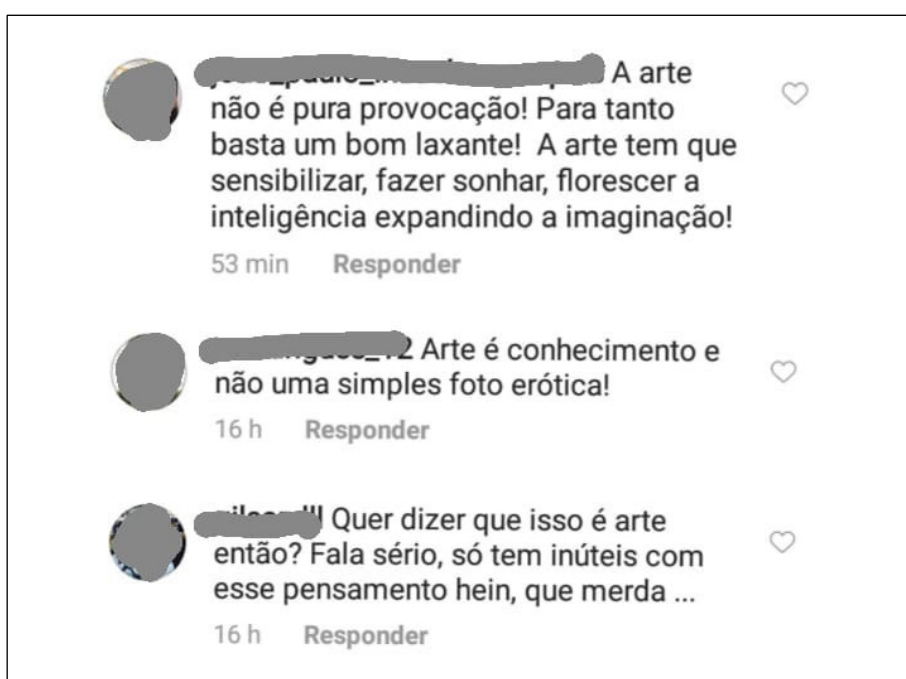 A arte
não é pura provocação! Para tanto
basta um bom laxante! A arte tem que
sensibilizar, fazer sonhar, florescer a
inteligência expandindo a imaginação!
53 min Responder
Arte é conhecimento e
não uma simples foto erótica!
16 h Responder
Quer dizer que isso é arte
então? Fala sério, só tem inúteis com
esse pensamento hein, que merda ...
16 h Responder